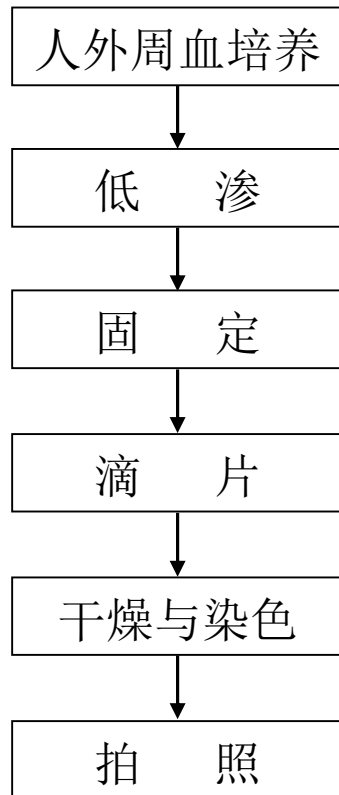 人外周血培养
低 渗
固 定
滴 片
干燥与染色
拍 照